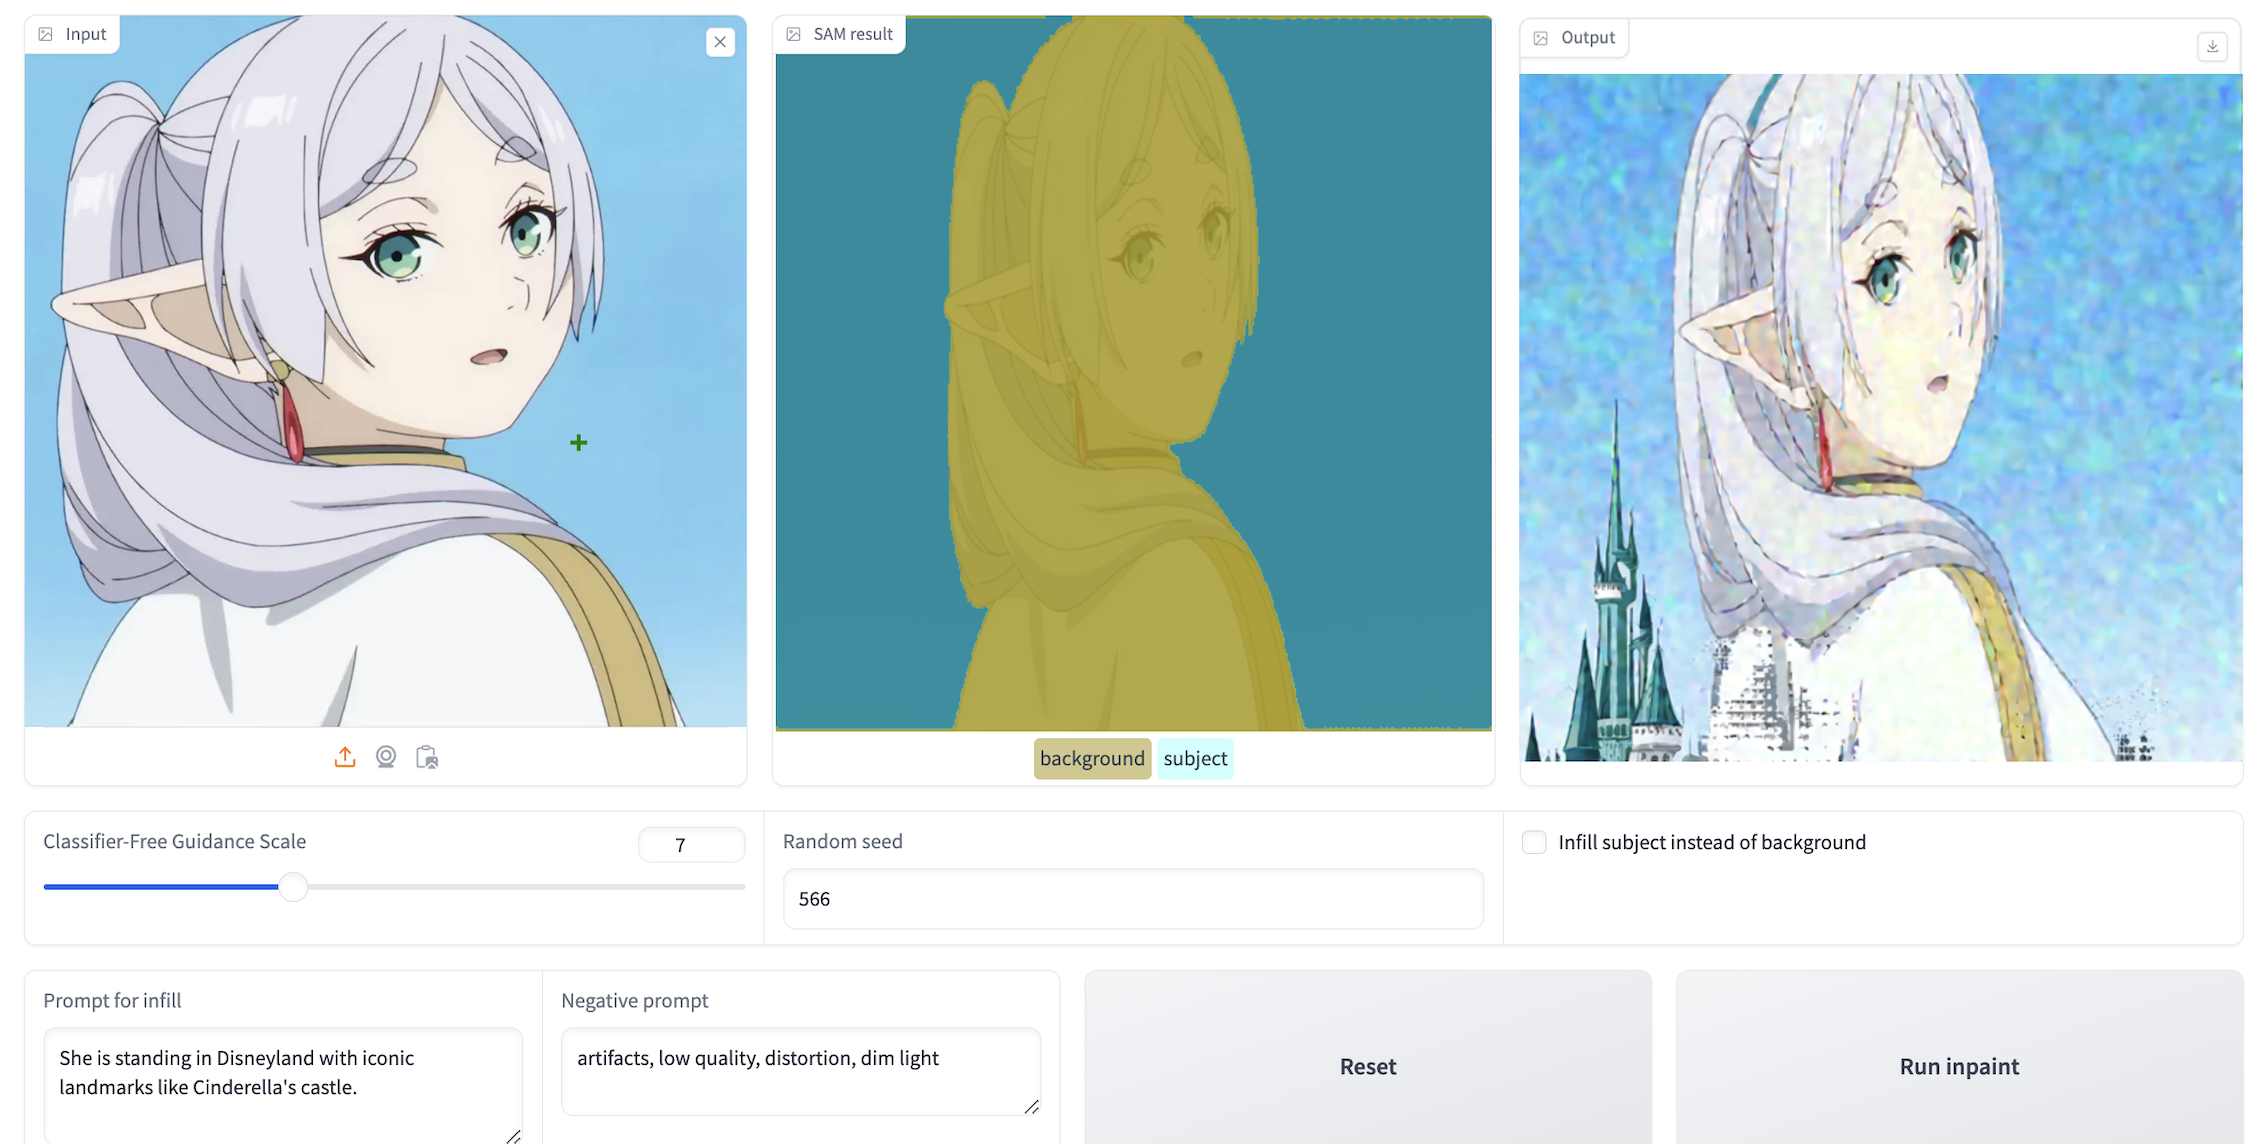 Input
SAM result
Output
background subject
Classifier-Free Guidance Scale
7
Random seed
566
Infill subject instead of background
Prompt for infill
She is standing in Disneyland with iconic
landmarks like Cinderella's castle.
Negative prompt
artifacts, low quality, distortion, dim light
Reset
Run inpaint